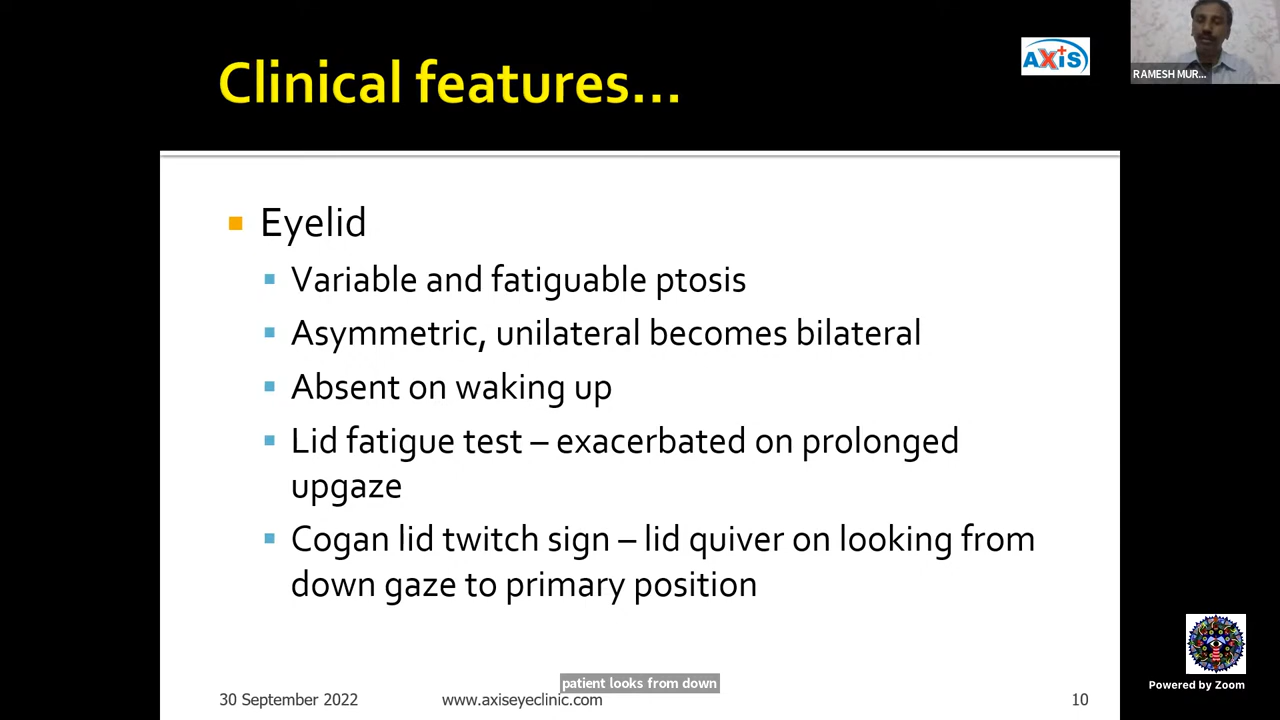 Clinical features...
AXiS
RAMESH MUR...
Eyelid
Variable and fatiguable ptosis
Asymmetric, unilateral becomes bilateral
Absent on waking up
Lid fatigue test – exacerbated on prolonged
upgaze
Cogan lid twitch sign – lid quiver on looking from
down gaze to primary position
patient looks from down
30 September 2022
www.axiseyeclinic.com
10
Powered by Zoom